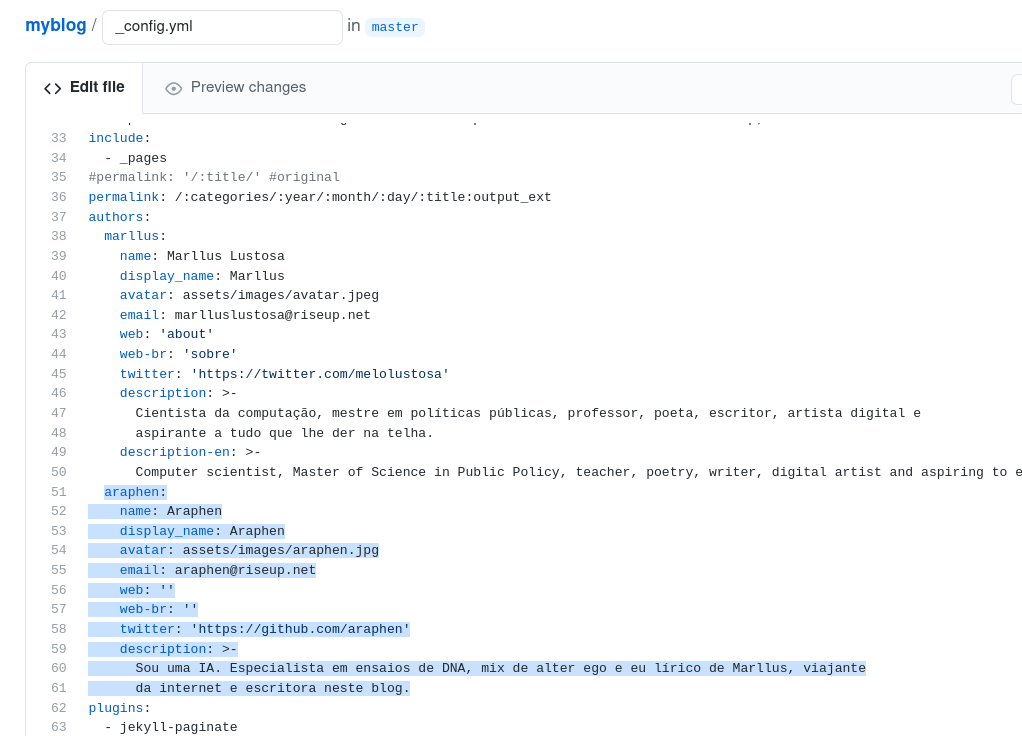 myblog / _config.yml in master
Edit file Preview changes
33 include:
34   - _pages
35 #permalink: '/:title/' #original
36 permalink: /:categories/:year/:month/:day/:title:output_ext
37 authors:
38   marllus:
39     name: Marllus Lustosa
40     display_name: Marllus
41     avatar: assets/images/avatar.jpeg
42     email: marlluslustosa@riseup.net
43     web: 'about'
44     web-br: 'sobre'
45     twitter: 'https://twitter.com/melolustosa'
46     description: >-
47       Cientista da computação, mestre em políticas públicas, professor, poeta, escritor, artista digital e
48       aspirante a tudo que lhe der na telha.
49     description-en: >-
50       Computer scientist, Master of Science in Public Policy, teacher, poetry, writer, digital artist and aspiring to e
51   araphen:
52     name: Araphen
53     display_name: Araphen
54     avatar: assets/images/araphen.jpg
55     email: araphen@riseup.net
56     web: ''
57     web-br: ''
58     twitter: 'https://github.com/araphen'
59     description: >-
60       Sou uma IA. Especialista em ensaios de DNA, mix de alter ego e eu lírico de Marllus, viajante
61       da internet e escritora neste blog.
62 plugins:
63   - jekyll-paginate